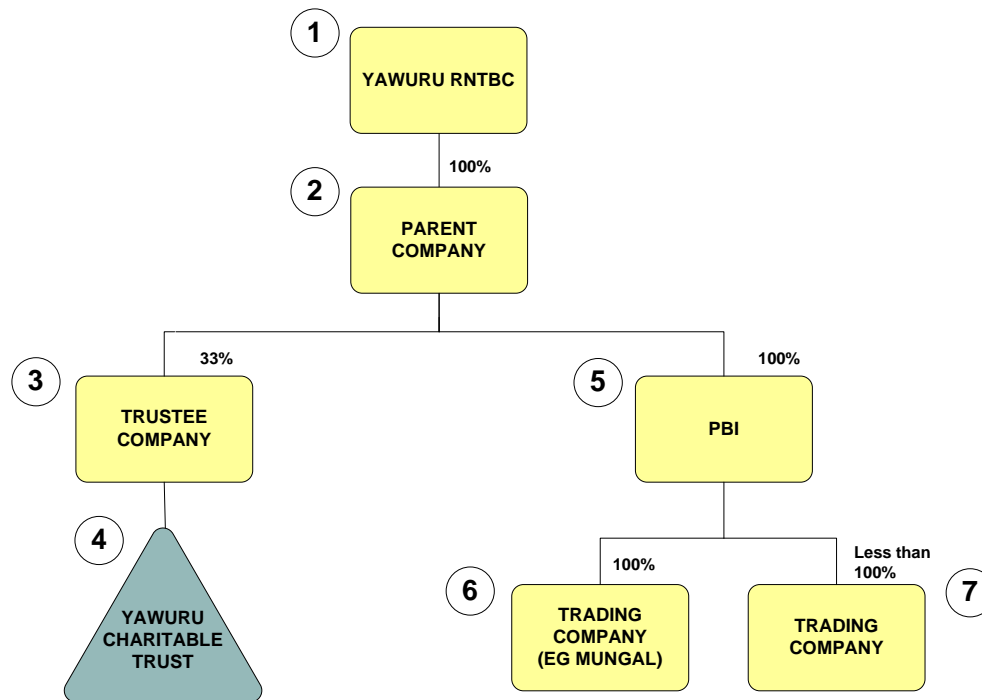 1
YAWURU RNTBC
100%
2
PARENT
COMPANY
33%
100%
3
5
TRUSTEE
COMPANY
PBI
4
Less than
100%
100%
6
7
YAWURU
CHARITABLE
TRUST
TRADING
COMPANY
(EG MUNGAL)
TRADING
COMPANY